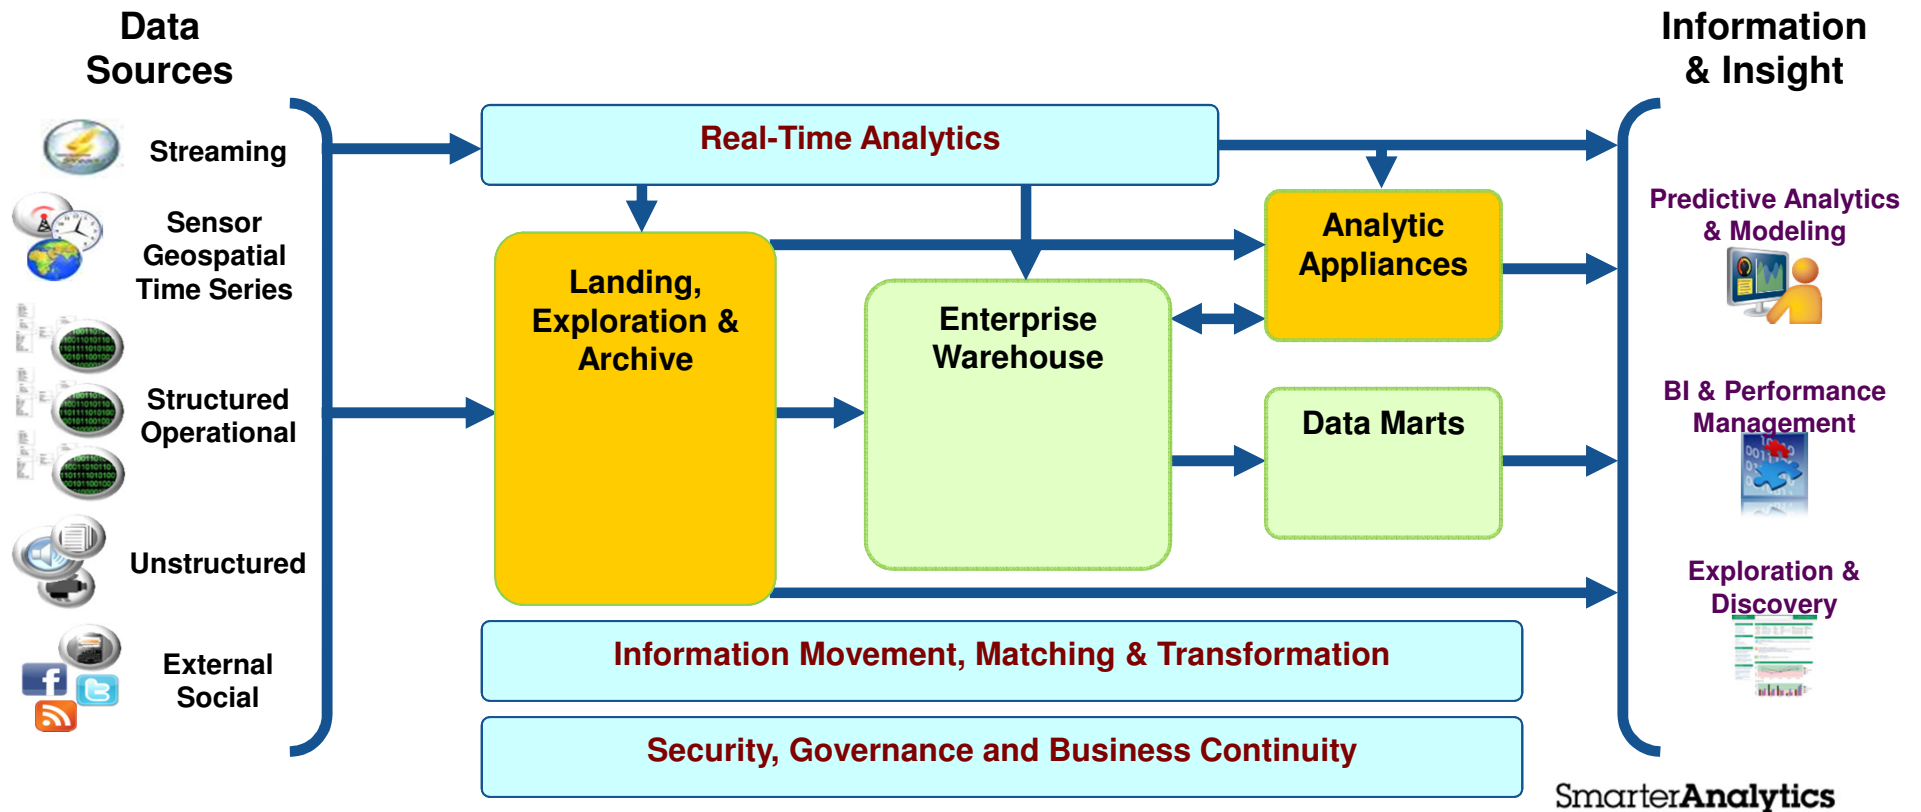 Data
Sources
Information
& Insight
Streaming
Sensor
Geospatial
Time Series
Structured
Operational
Unstructured
External
Social
Real-Time Analytics
Landing,
Exploration &
Archive
Enterprise
Warehouse
Analytic
Appliances
Data Marts
Information Movement, Matching & Transformation
Security, Governance and Business Continuity
Predictive Analytics
& Modeling
BI & Performance
Management
Exploration &
Discovery
SmarterAnalytics